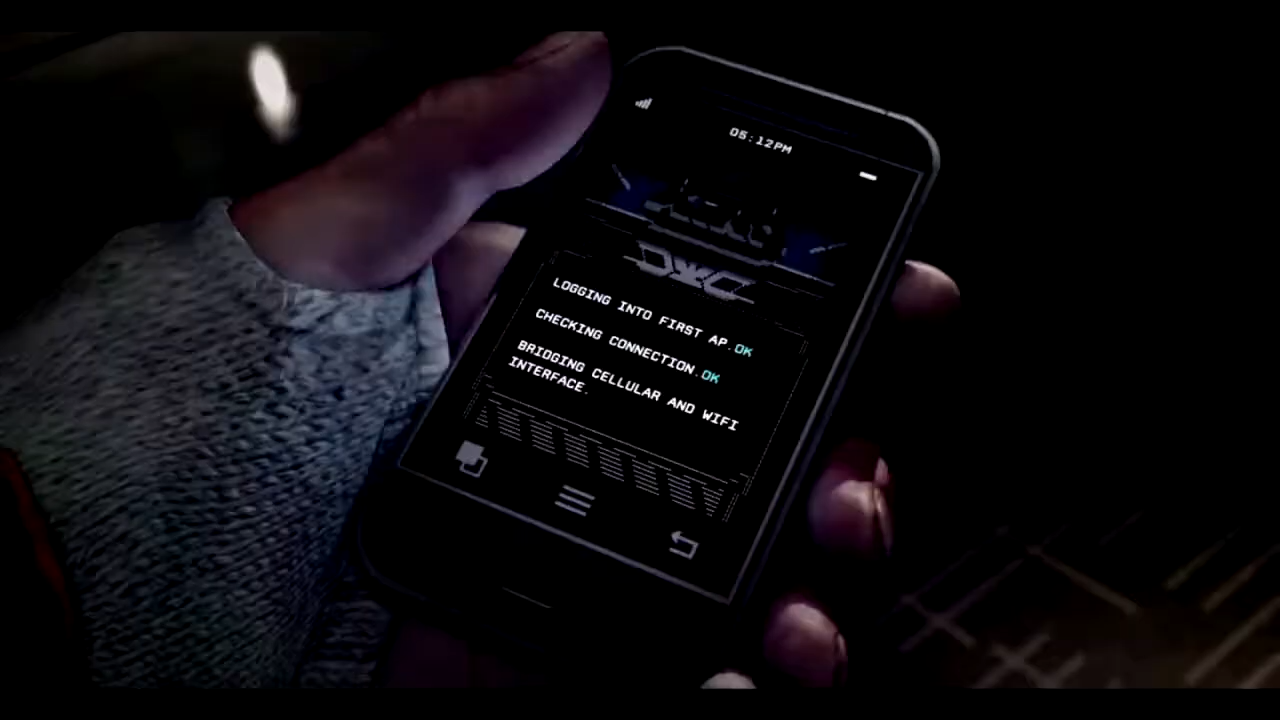 05:12PM
LOGGING INTO FIRST AP.OK
CHECKING CONNECTION.OK
BRIDGING CELLULAR AND WIFI
INTERFACE.